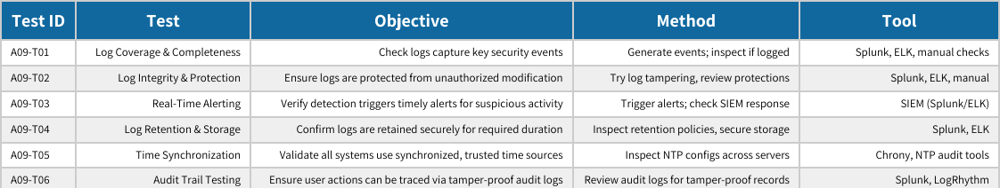 Test ID Test Objective Method Tool
A09-T01 Log Coverage & Completeness Check logs capture key security events Generate events; inspect if logged Splunk, ELK, manual checks
A09-T02 Log Integrity & Protection Ensure logs are protected from unauthorized modification Try log tampering, review protections Splunk, ELK, manual
A09-T03 Real-Time Alerting Verify detection triggers timely alerts for suspicious activity Trigger alerts; check SIEM response SIEM (Splunk/ELK)
A09-T04 Log Retention & Storage Confirm logs are retained securely for required duration Inspect retention policies, secure storage Splunk, ELK
A09-T05 Time Synchronization Validate all systems use synchronized, trusted time sources Inspect NTP configs across servers Chrony, NTP audit tools
A09-T06 Audit Trail Testing Ensure user actions can be traced via tamper-proof audit logs Review audit logs for tamper-proof records Splunk, LogRhythm